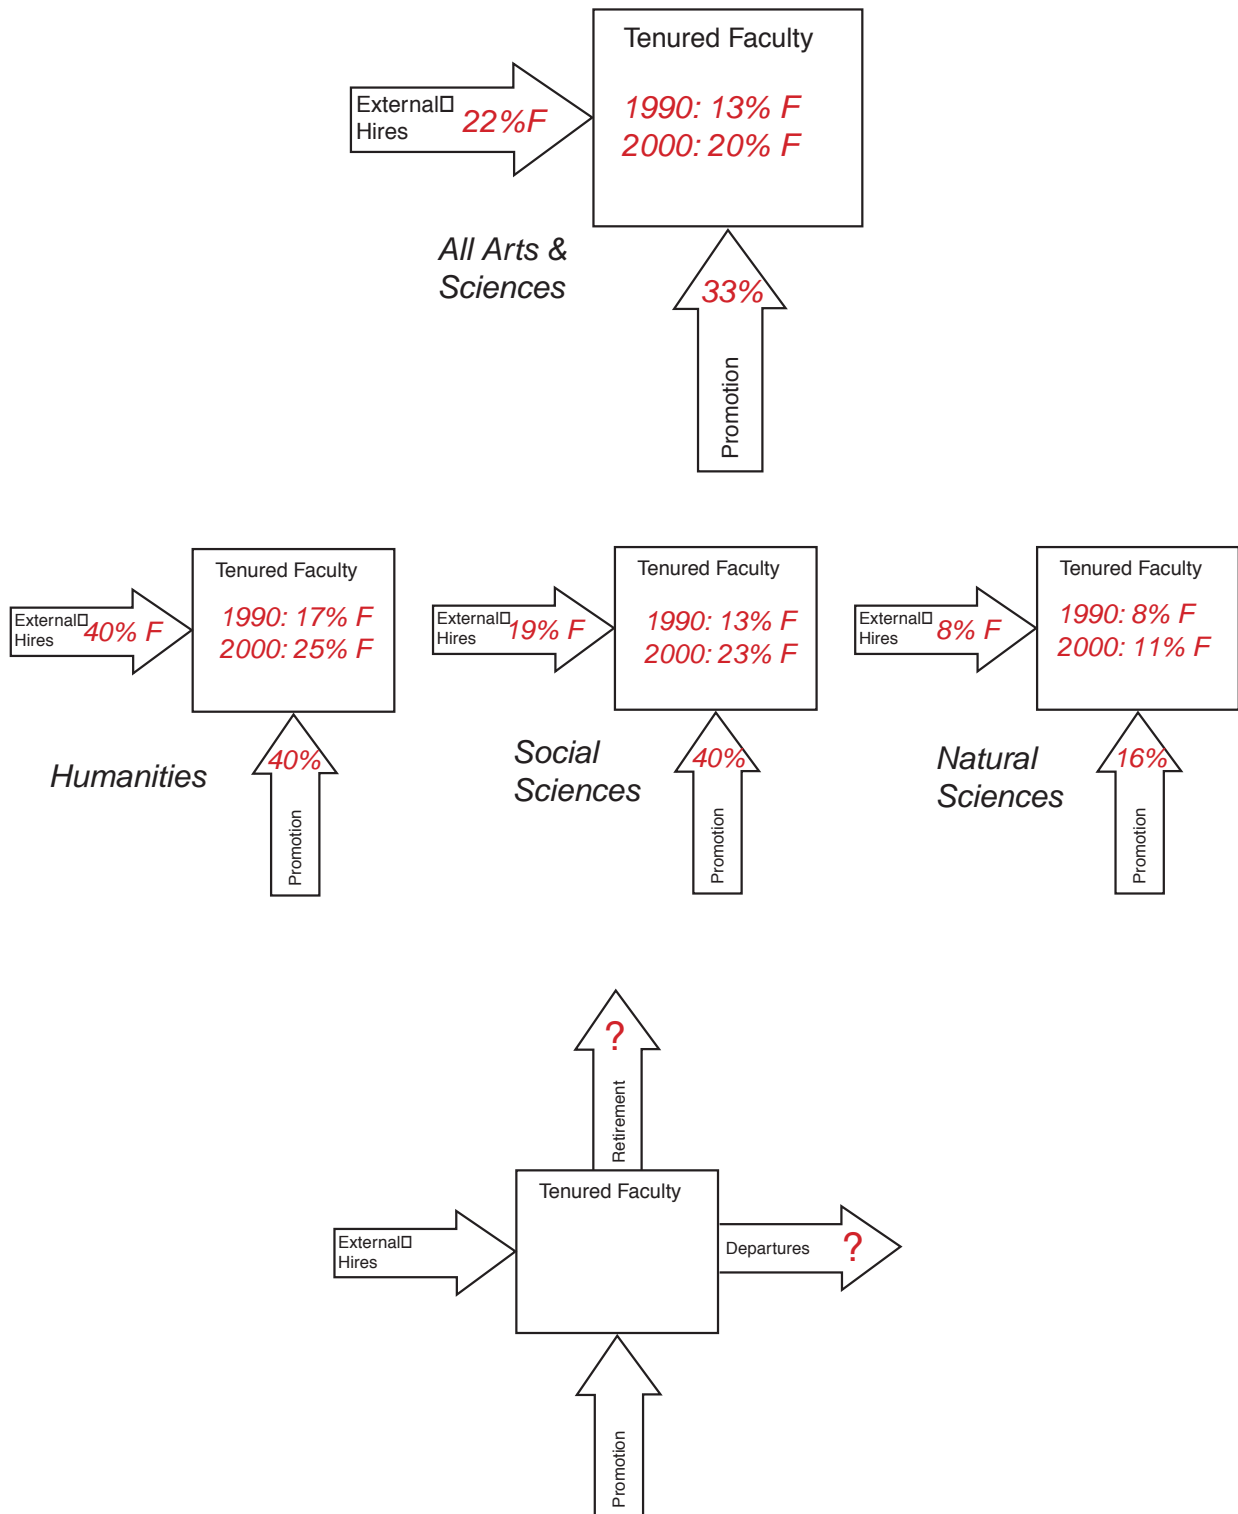 Tenured Faculty
1990: 13% F
2000: 20% F
External□
Hires
22%F
All Arts &
Sciences
33%
Promotion
Tenured Faculty
1990: 17% F
2000: 25% F
External□
Hires
40% F
Humanities
40%
Promotion
Tenured Faculty
1990: 13% F
2000: 23% F
External□
Hires
19% F
Social
Sciences
40%
Promotion
Tenured Faculty
1990: 8% F
2000: 11% F
External□
Hires
8% F
Natural
Sciences
16%
Promotion
?
Retirement
Tenured Faculty
External□
Hires
Departures ?
Promotion